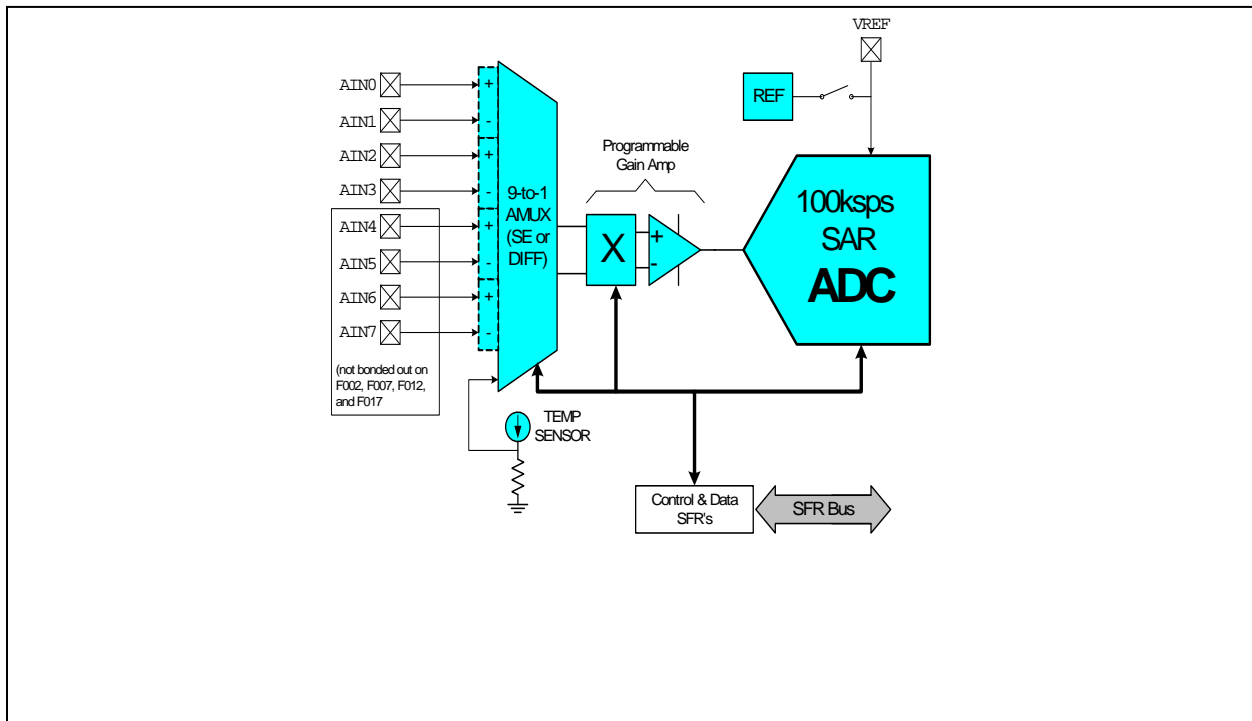 VREF
AIN0
+
REF
AIN1
-
AIN2
+
Programmable
Gain Amp
AIN3
-
9-to-1
AMUX
(SE or
DIFF)
100ksps
SAR
ADC
AIN4
+
X
+
-
AIN5
-
AIN6
+
AIN7
-
(not bonded out on
F002, F007, F012,
and F017
TEMP
SENSOR
Control & Data
SFR's
SFR Bus